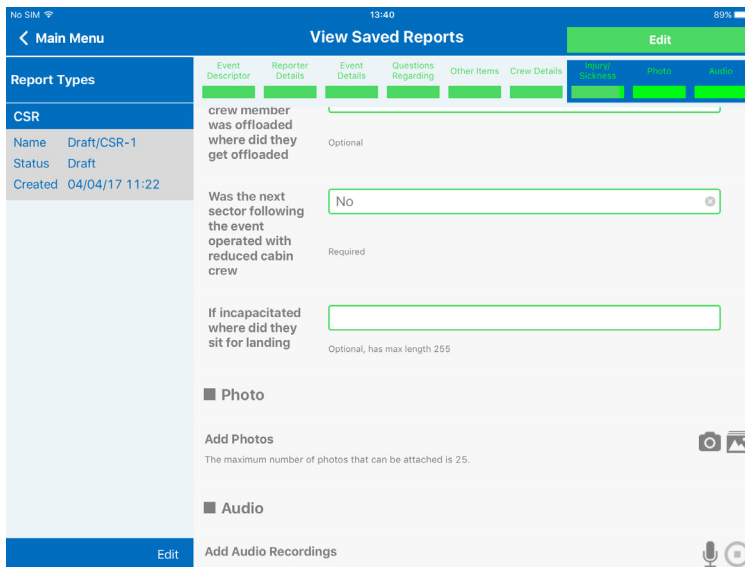 No SIM 13:40 89%
Main Menu View Saved Reports Edit
Report Types
Event Descriptor
Reporter Details
Event Details
Questions Regarding
Other Items
Crew Details
Injury/ Sickness
Photo
Audio
CSR
Name Draft/CSR-1
Status Draft
Created 04/04/17 11:22
crew member
was offloaded
where did they
get offloaded
Optional
Was the next
sector following
the event
operated with
reduced cabin
crew
No
Required
If incapacitated
where did they
sit for landing
Optional, has max length 255
Photo
Add Photos
The maximum number of photos that can be attached is 25.
Audio
Add Audio Recordings
Edit